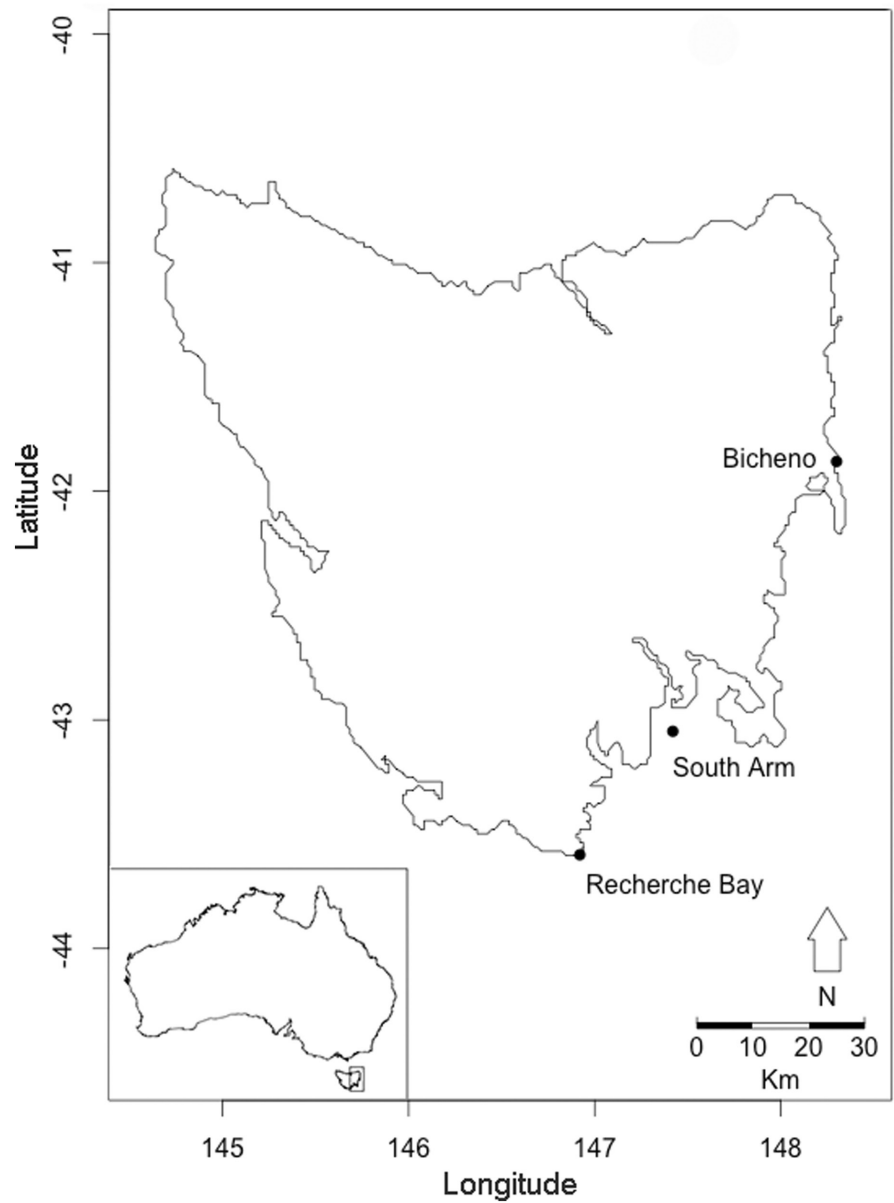 -40
-41
-42
-43
-44
Latitude
Bicheno
South Arm
Recherche Bay
N
0 10 20 30
Km
145 146 147 148
Longitude